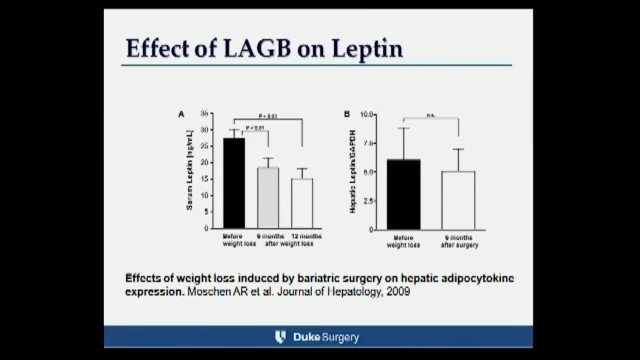 Effect of LAGB on Leptin
A
B
P < 0.01
P < 0.01
n.s.
Serum Leptin [ng/mL]
35
30
25
20
15
10
5
0
Before weight loss
6 months
12 months
after weight loss
Hepatic Leptin/GAPDH
10.0
7.5
5.0
2.5
0
Before weight loss
6 months after surgery
Effects of weight loss induced by bariatric surgery on hepatic adipocytokine
expression. Moschen AR et al. Journal of Hepatology, 2009
DukeSurgery